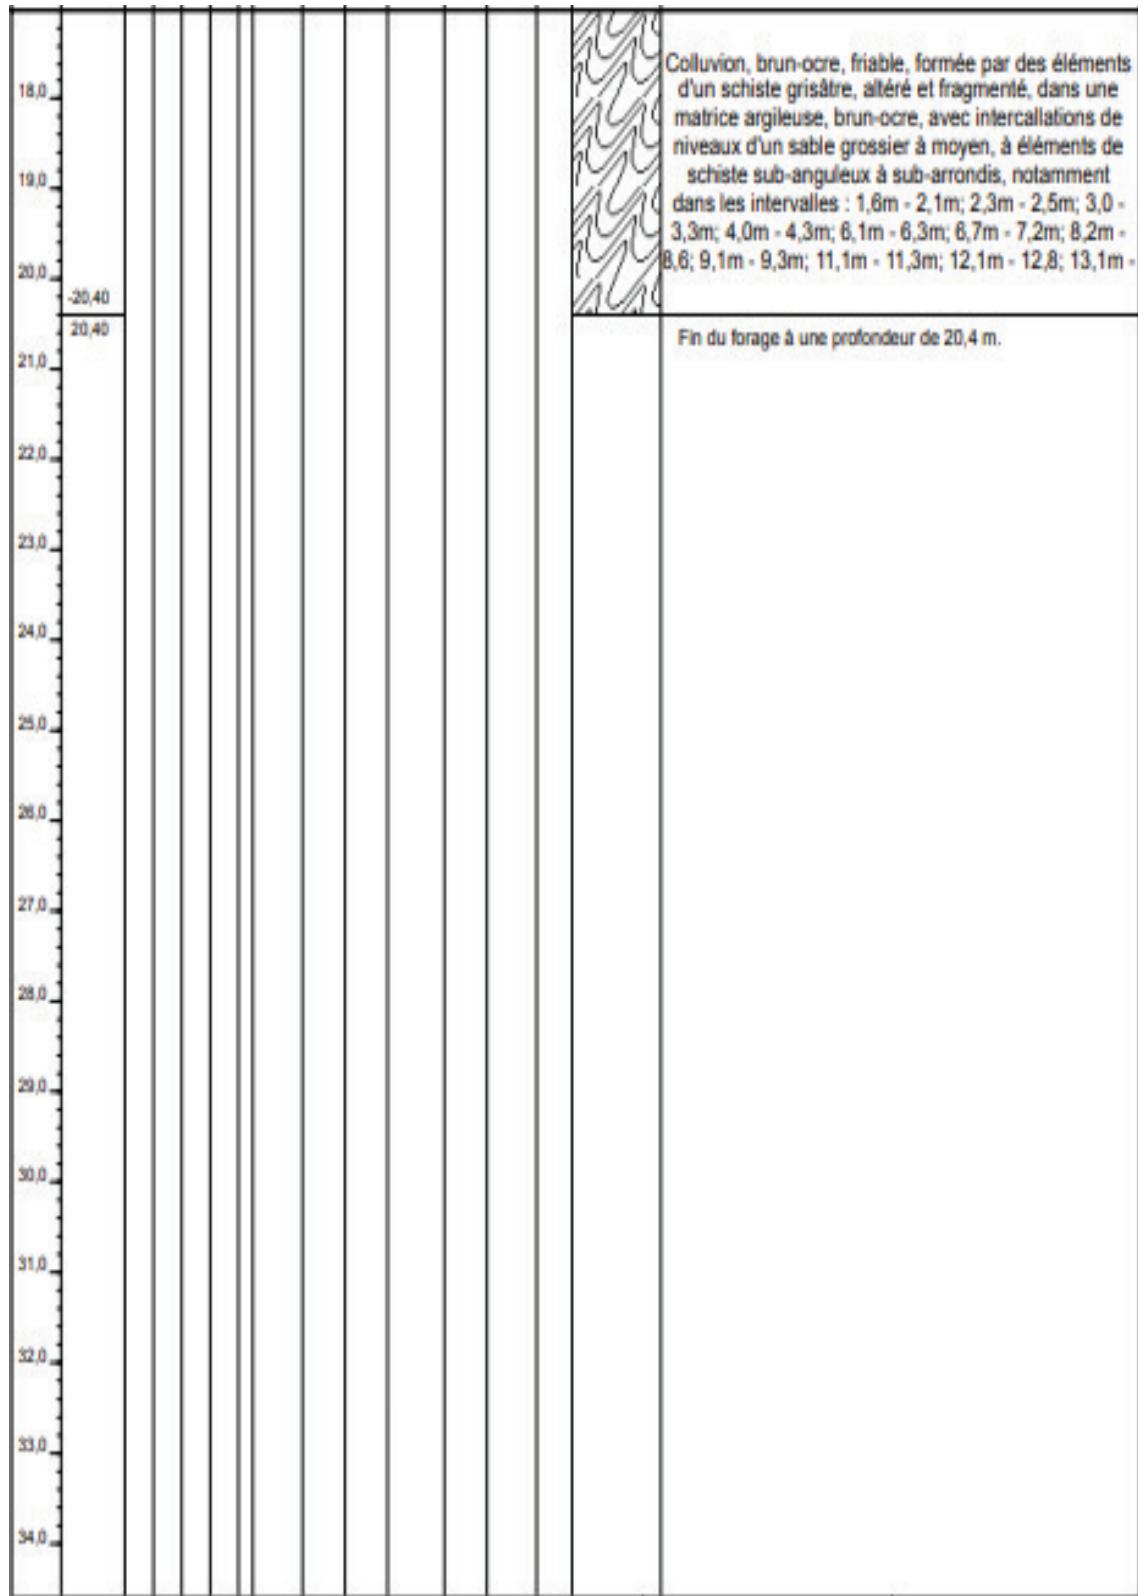 Colluvion, brun-ocre, friable, formée par des éléments
d'un schiste grisâtre, altéré et fragmenté, dans une
matrice argileuse, brun-ocre, avec intercallations de
niveaux d'un sable grossier à moyen, à éléments de
schiste sub-anguleux à sub-arrondis, notamment
dans les intervalles : 1,6m - 2,1m; 2,3m - 2,5m; 3,0 -
3,3m; 4,0m - 4,3m; 6,1m - 6,3m; 6,7m - 7,2m; 8,2m -
8,6; 9,1m - 9,3m; 11,1m - 11,3m; 12,1m - 12,8; 13,1m -
18,0
19,0
20,0
-20,40
20,40
Fin du forage à une profondeur de 20,4 m.
21,0
22,0
23,0
24,0
25,0
26,0
27,0
28,0
29,0
30,0
31,0
32,0
33,0
34,0